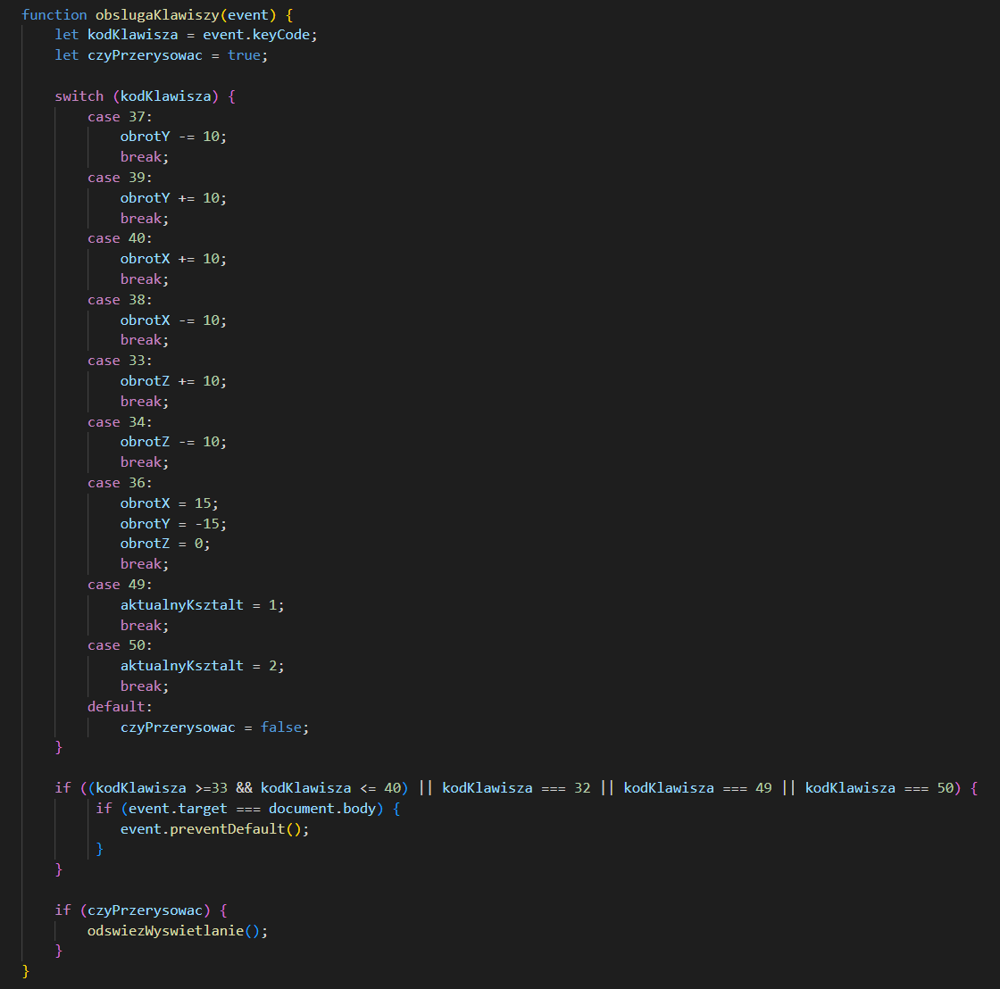 function obslugaKlawiszy(event) {
    let kodKlawisza = event.keyCode;
    let czyPrzerysowac = true;

    switch (kodKlawisza) {
        case 37:
            obrotY -= 10;
            break;
        case 39:
            obrotY += 10;
            break;
        case 40:
            obrotX += 10;
            break;
        case 38:
            obrotX -= 10;
            break;
        case 33:
            obrotZ += 10;
            break;
        case 34:
            obrotZ -= 10;
            break;
        case 36:
            obrotX = 15;
            obrotY = -15;
            obrotZ = 0;
            break;
        case 49:
            aktualnyKsztalt = 1;
            break;
        case 50:
            aktualnyKsztalt = 2;
            break;
        default:
            czyPrzerysowac = false;
    }

    if ((kodKlawisza >=33 && kodKlawisza <= 40) || kodKlawisza === 32 || kodKlawisza === 49 || kodKlawisza === 50) {
         if (event.target === document.body) {
            event.preventDefault();
         }
    }

    if (czyPrzerysowac) {
        odswiezWyswietlanie();
    }
}